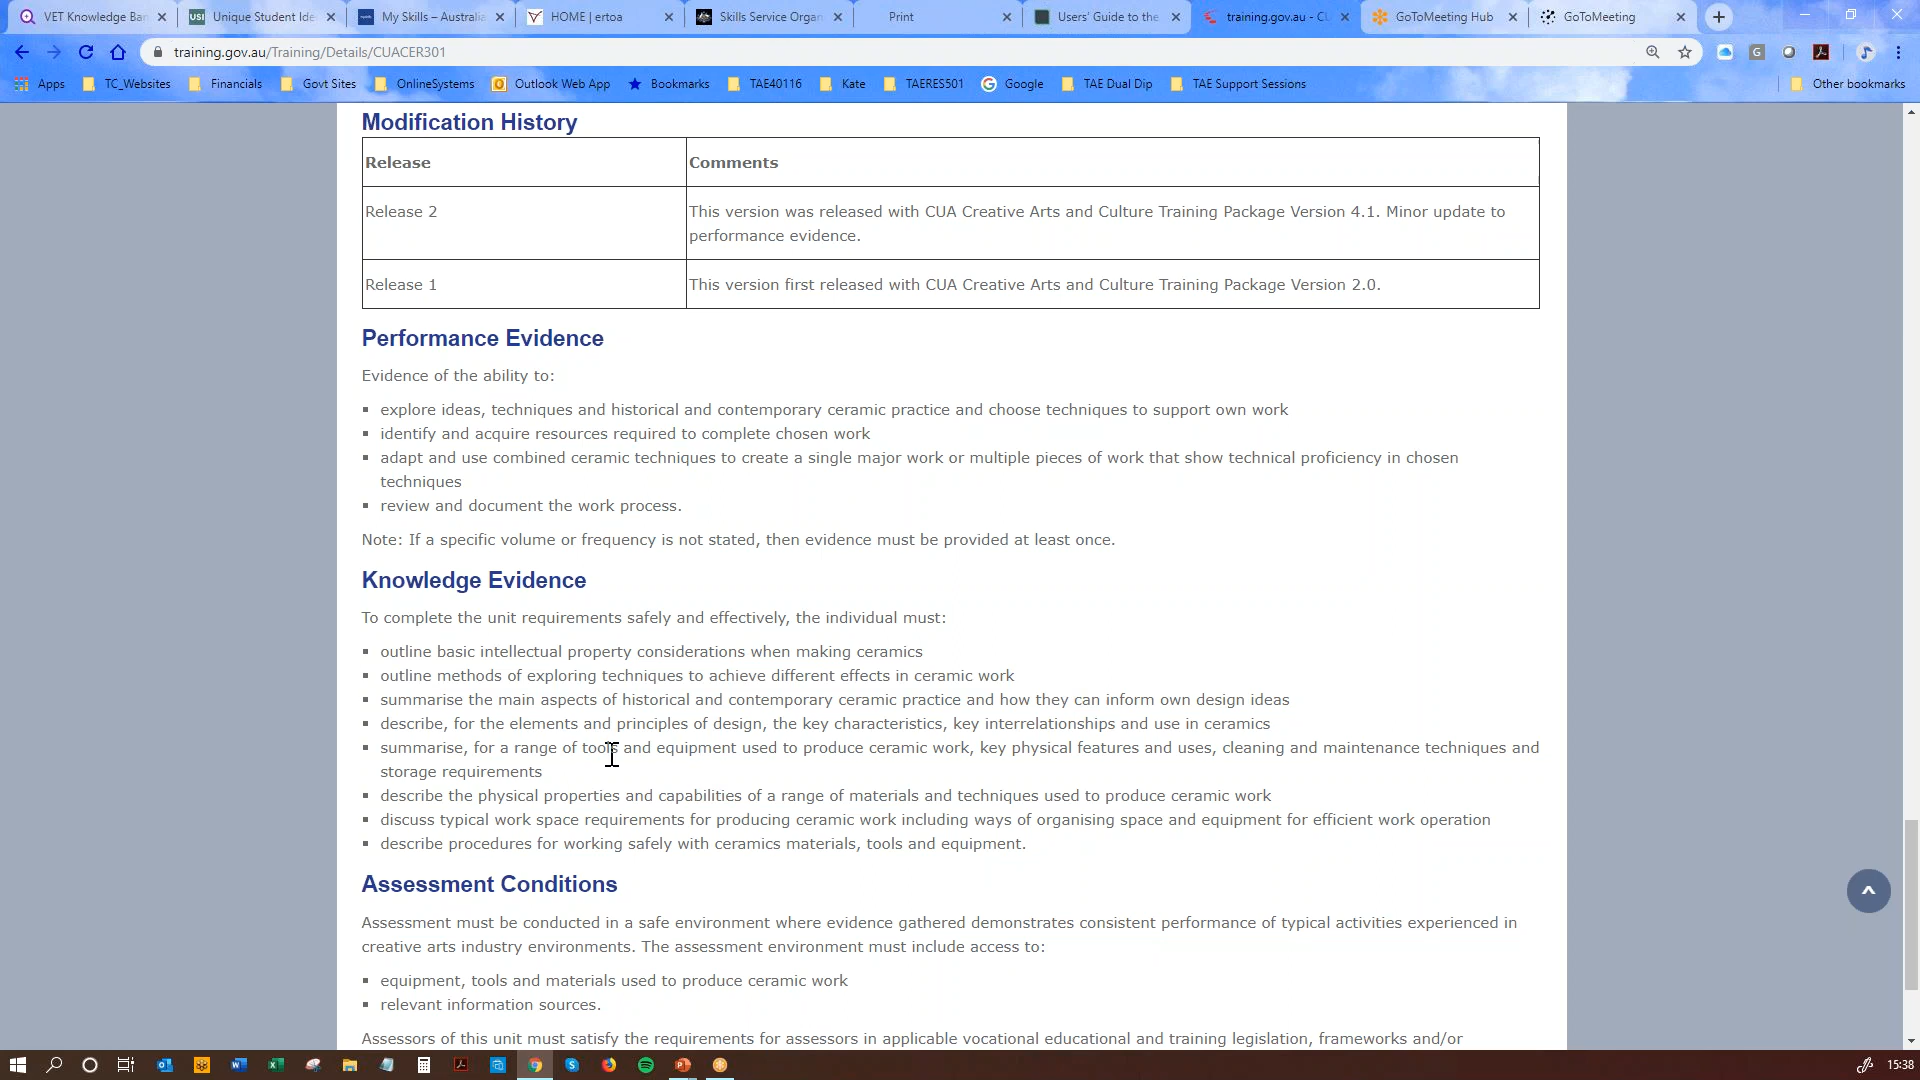 VET Knowledge Ban
Unique Student Ide
My Skills – Australia
HOME | ertoa
Skills Service Organ
Print
Users' Guide to the
training.gov.au - CU
GoToMeeting Hub
GoToMeeting
training.gov.au/Training/Details/CUACER301
Apps
TC_Websites
Financials
Govt Sites
OnlineSystems
Outlook Web App
Bookmarks
TAE40116
Kate
TAERES501
Google
TAE Dual Dip
TAE Support Sessions
Other bookmarks
Modification History
Release Comments
Release 2 This version was released with CUA Creative Arts and Culture Training Package Version 4.1. Minor update to
performance evidence.
Release 1 This version first released with CUA Creative Arts and Culture Training Package Version 2.0.
Performance Evidence
Evidence of the ability to:
▪ explore ideas, techniques and historical and contemporary ceramic practice and choose techniques to support own work
▪ identify and acquire resources required to complete chosen work
▪ adapt and use combined ceramic techniques to create a single major work or multiple pieces of work that show technical proficiency in chosen
techniques
▪ review and document the work process.
Note: If a specific volume or frequency is not stated, then evidence must be provided at least once.
Knowledge Evidence
To complete the unit requirements safely and effectively, the individual must:
▪ outline basic intellectual property considerations when making ceramics
▪ outline methods of exploring techniques to achieve different effects in ceramic work
▪ summarise the main aspects of historical and contemporary ceramic practice and how they can inform own design ideas
▪ describe, for the elements and principles of design, the key characteristics, key interrelationships and use in ceramics
▪ summarise, for a range of tools and equipment used to produce ceramic work, key physical features and uses, cleaning and maintenance techniques and
storage requirements
▪ describe the physical properties and capabilities of a range of materials and techniques used to produce ceramic work
▪ discuss typical work space requirements for producing ceramic work including ways of organising space and equipment for efficient work operation
▪ describe procedures for working safely with ceramics materials, tools and equipment.
Assessment Conditions
Assessment must be conducted in a safe environment where evidence gathered demonstrates consistent performance of typical activities experienced in
creative arts industry environments. The assessment environment must include access to:
▪ equipment, tools and materials used to produce ceramic work
▪ relevant information sources.
Assessors of this unit must satisfy the requirements for assessors in applicable vocational educational and training legislation, frameworks and/or
15:38